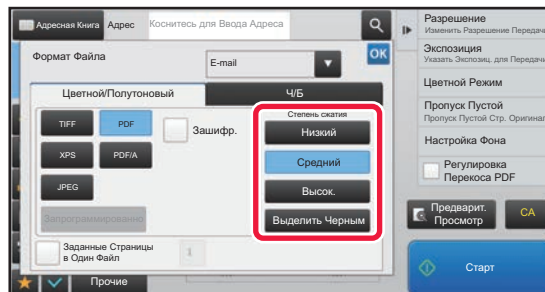 Адресная Книга
Адрес
Коснитесь для Ввода Адреса
Формат Файла
E-mail
OK
Цветной/Полутоновый
Ч/Б
TIFF
PDF
Зашифр.
XPS
PDF/A
JPEG
Запрограммированно
Степень сжатия
Низкий
Средний
Высок.
Выделить Черным
Заданные Страницы
в Один Файл
1
Прочие
Разрешение
Изменить Разрешение Передачи
Экспозиция
Указать Экспозиц. для Передачи
Цветной Режим
Пропуск Пустой
Пропуск Пустой Стр. Оригинал
Настройка Фона
Регулировка
Перекоса PDF
Предварит.
Просмотр
CA
Старт